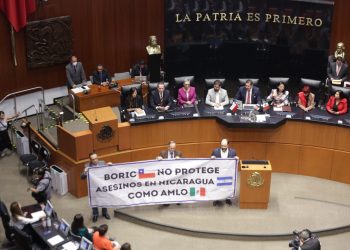 LA PATRIA ES PRIMERO
BORIC NO PROTEGE
ASESINOS EN NICARAGUA
COMO AMLO